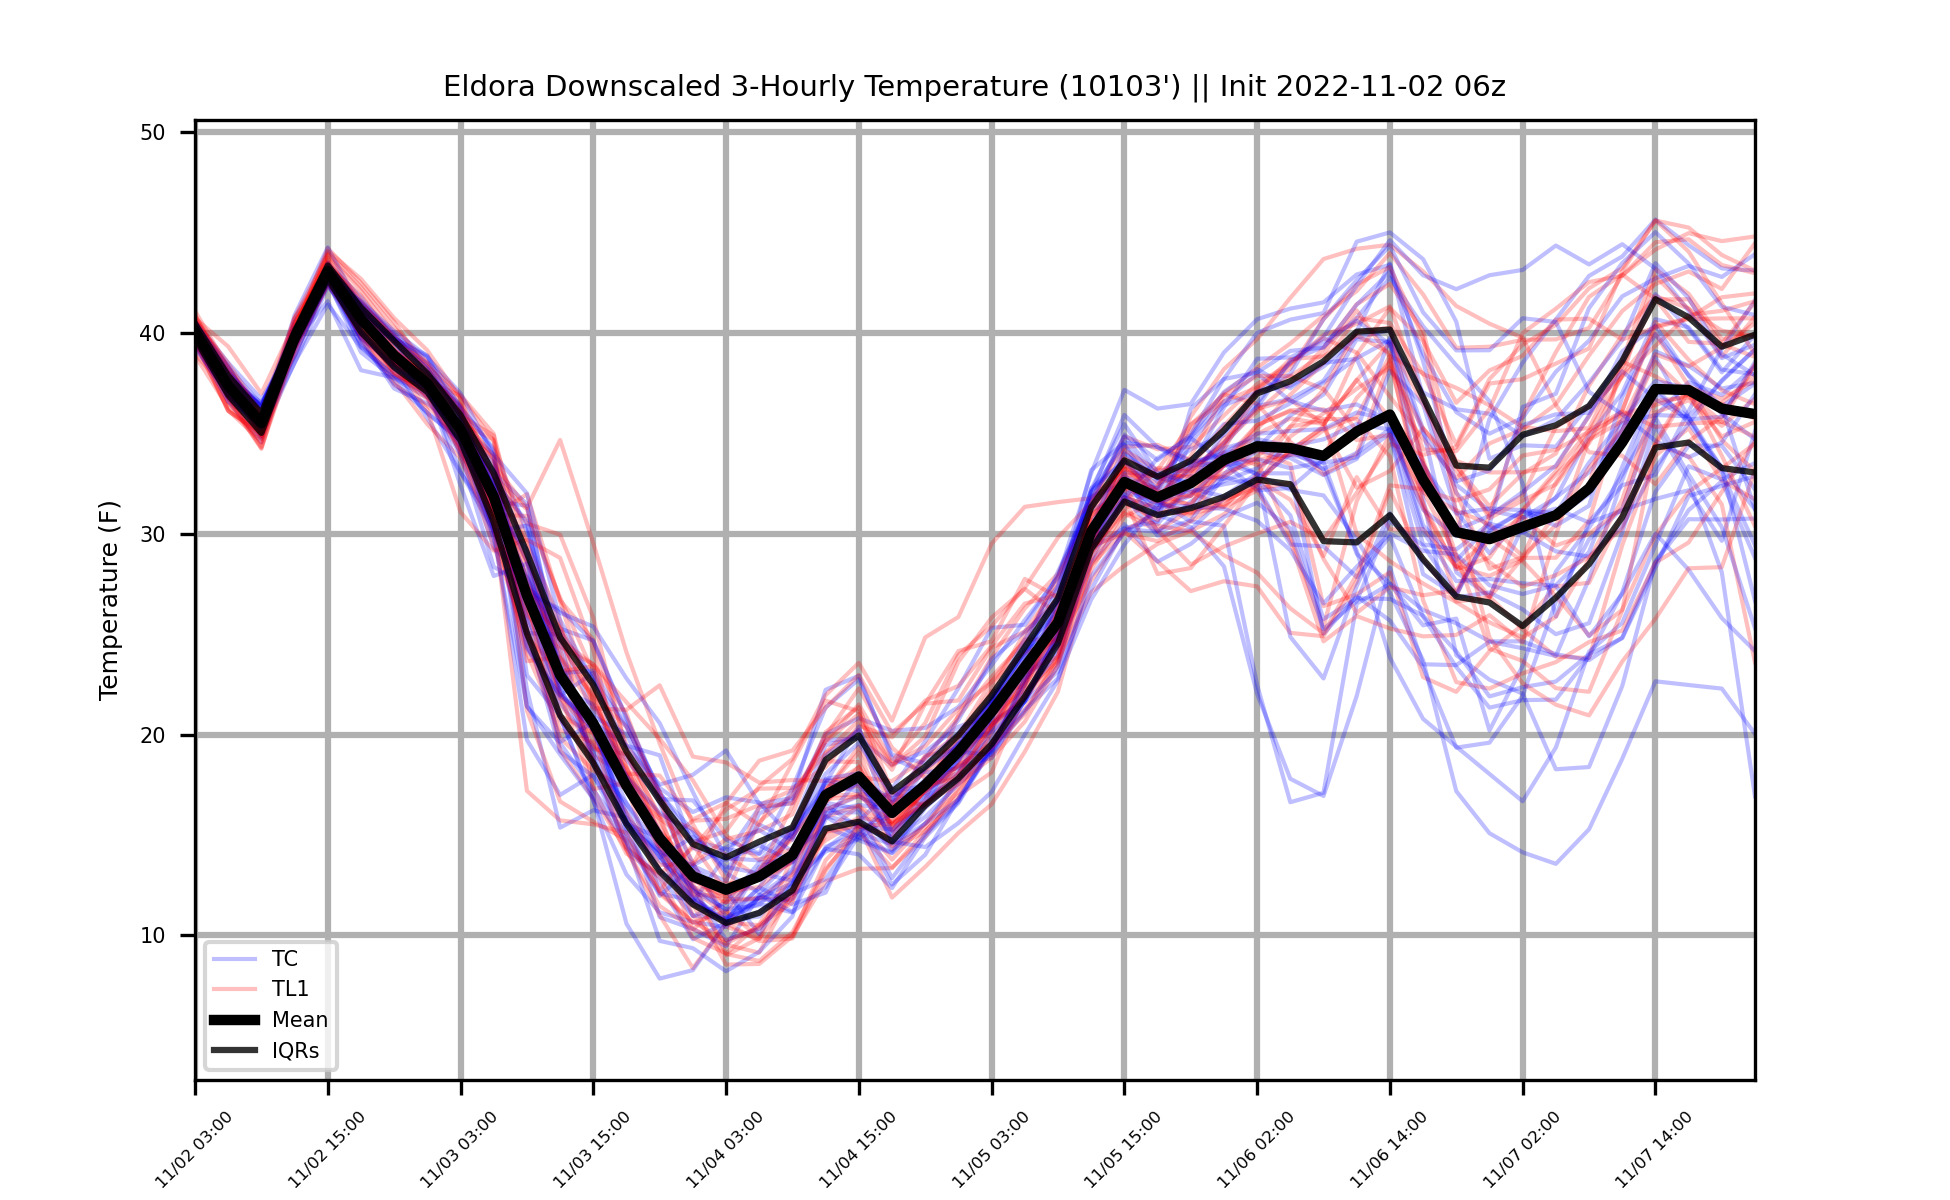 Eldora Downscaled 3-Hourly Temperature (10103') || Init 2022-11-02 06z
Temperature (F)
50
40
30
20
10
TC
TL1
Mean
IQRs
11/02 03:00
11/02 15:00
11/03 03:00
11/03 15:00
11/04 03:00
11/04 15:00
11/05 03:00
11/05 15:00
11/06 02:00
11/06 14:00
11/07 02:00
11/07 14:00